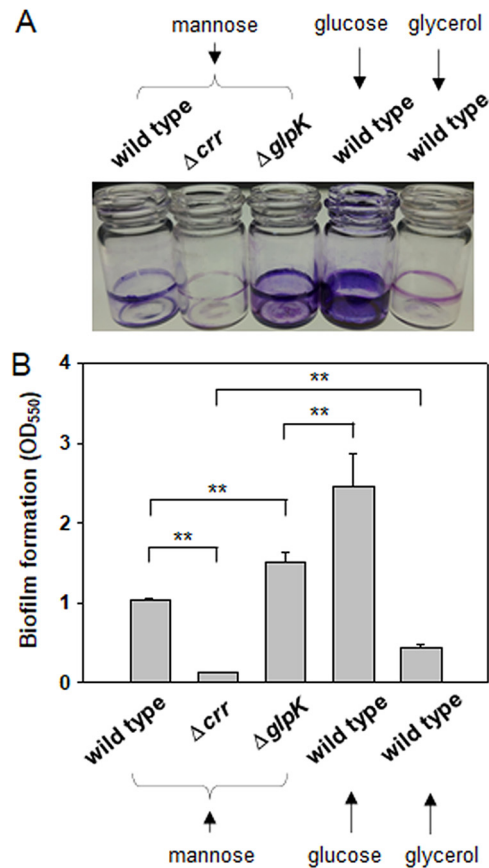 A
mannose glucose glycerol
wild type Δcrr ΔglpK wild type wild type
B
Biofilm formation (OD550)
4
3
2
1
0
**
**
**
**
wild type Δcrr ΔglpK wild type wild type
mannose glucose glycerol